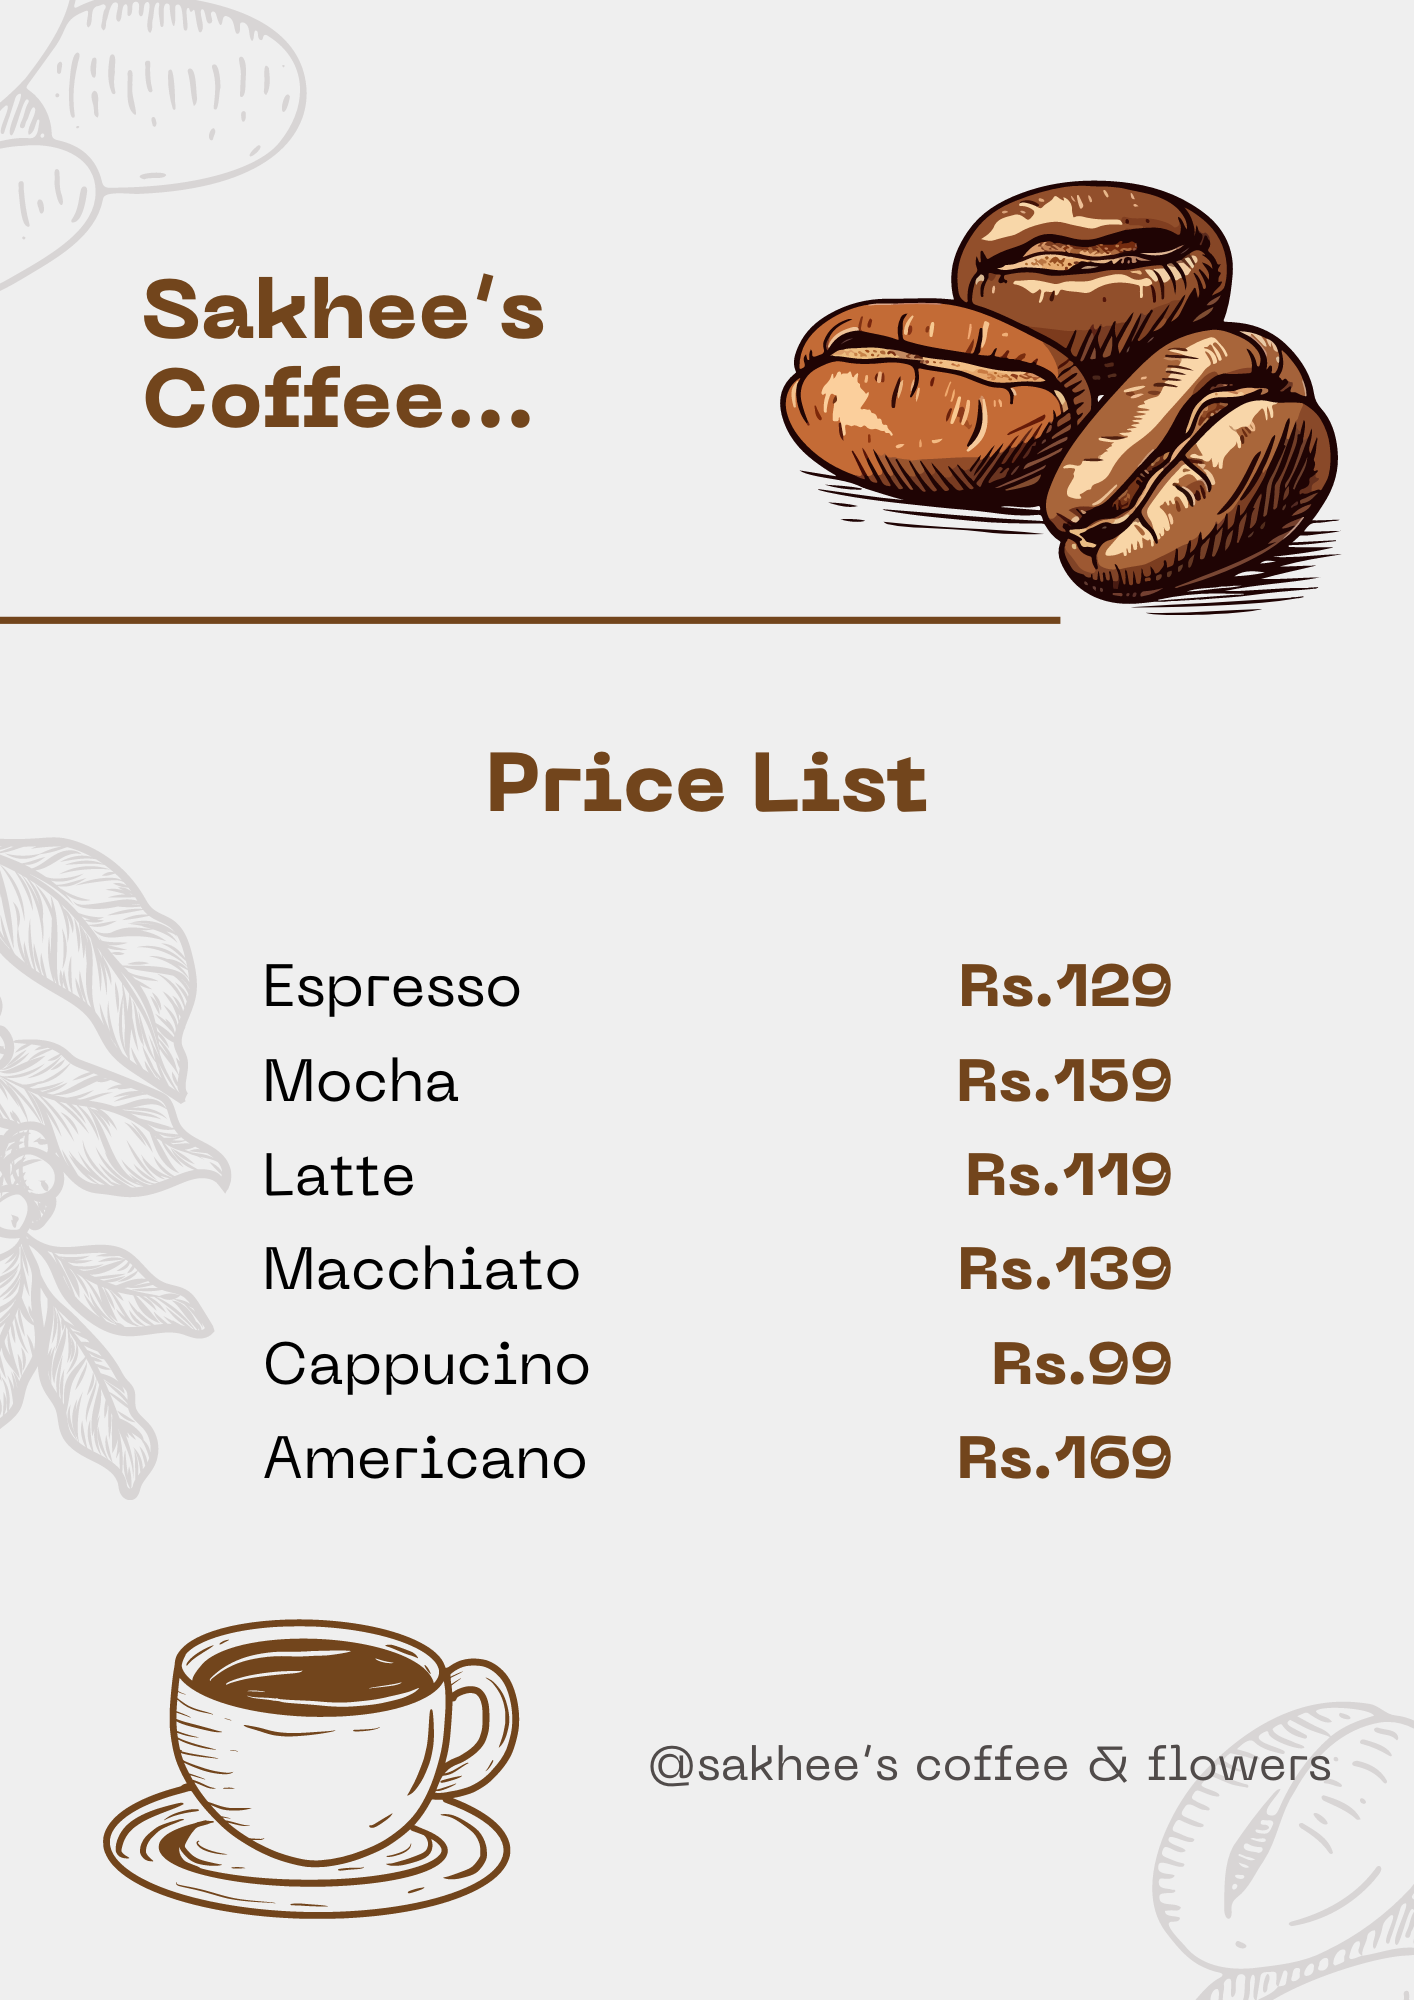 Sakhee's
Coffee...
Price List
Espresso Rs.129
Mocha Rs.159
Latte Rs.119
Macchiato Rs.139
Cappucino Rs.99
Americano Rs.169
@sakhee's coffee & flowers